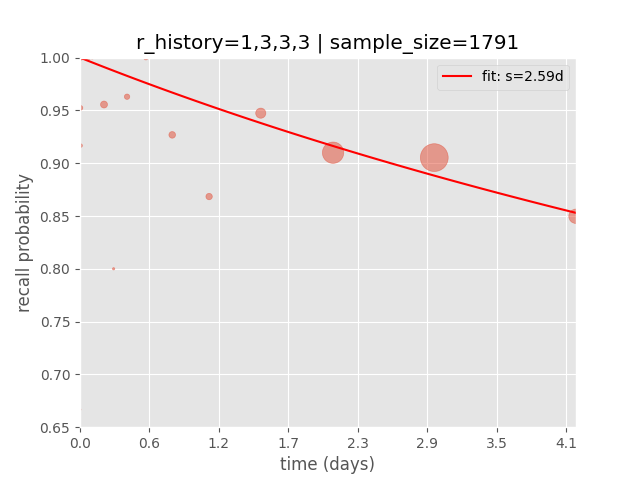 r_history=1,3,3,3 | sample_size=1791
fit: s=2.59d
1.00
0.95
0.90
0.85
0.80
0.75
0.70
0.65
recall probability
0.0 0.6 1.2 1.7 2.3 2.9 3.5 4.1
time (days)